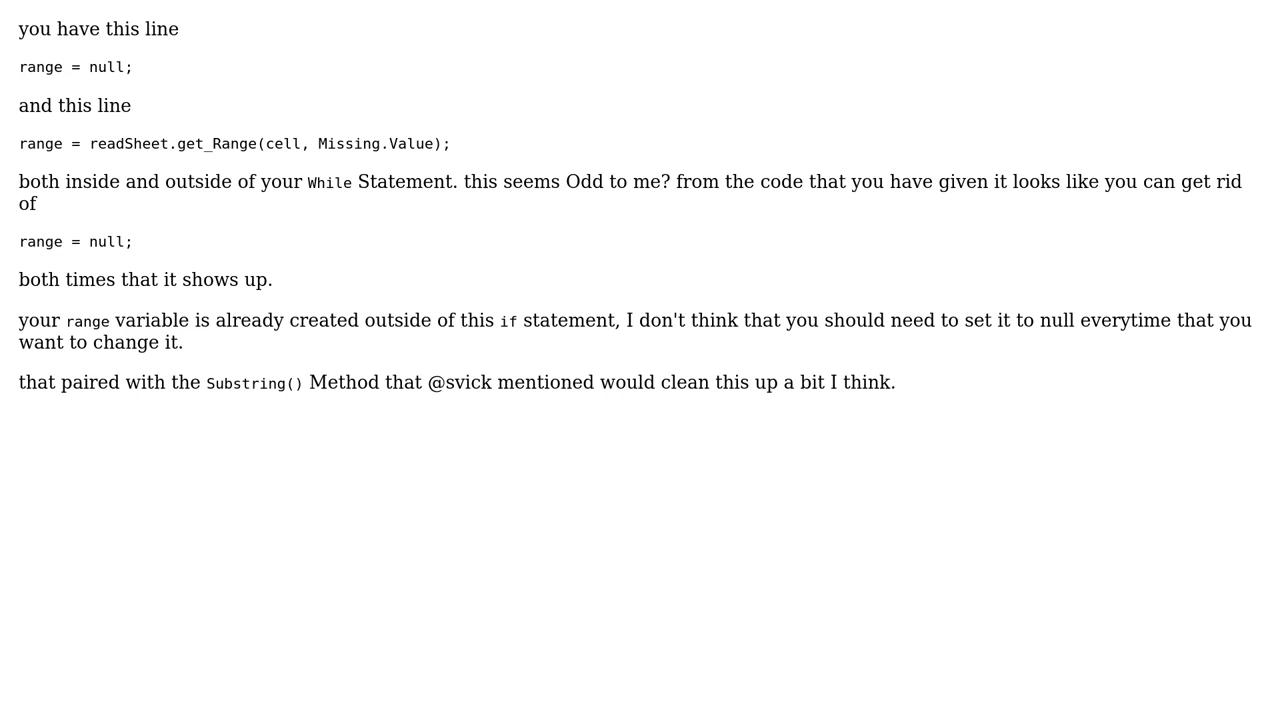 you have this line
range = null;
and this line
range = readSheet.get_Range(cell, Missing.Value);
both inside and outside of your While Statement. this seems Odd to me? from the code that you have given it looks like you can get rid
of
range = null;
both times that it shows up.
your range variable is already created outside of this if statement, I don't think that you should need to set it to null everytime that you
want to change it.
that paired with the Substring() Method that @svick mentioned would clean this up a bit I think.